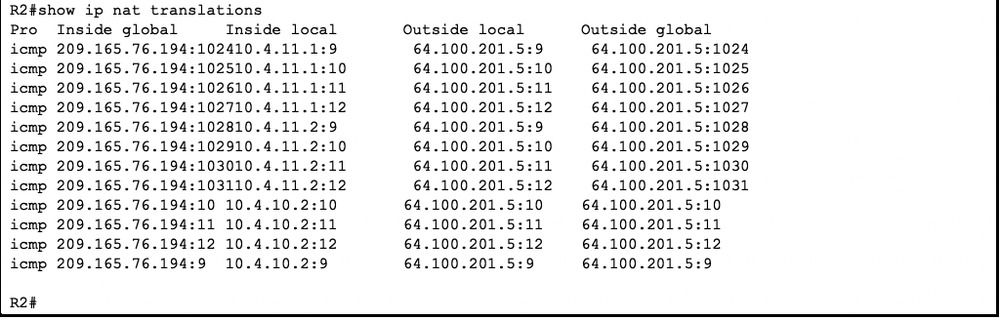 R2#show ip nat translations
Pro  Inside global     Inside local       Outside local      Outside global
icmp 209.165.76.194:102410.4.11.1:9        64.100.201.5:9     64.100.201.5:1024
icmp 209.165.76.194:102510.4.11.1:10       64.100.201.5:10    64.100.201.5:1025
icmp 209.165.76.194:102610.4.11.1:11       64.100.201.5:11    64.100.201.5:1026
icmp 209.165.76.194:102710.4.11.1:12       64.100.201.5:12    64.100.201.5:1027
icmp 209.165.76.194:102810.4.11.2:9        64.100.201.5:9     64.100.201.5:1028
icmp 209.165.76.194:102910.4.11.2:10       64.100.201.5:10    64.100.201.5:1029
icmp 209.165.76.194:103010.4.11.2:11       64.100.201.5:11    64.100.201.5:1030
icmp 209.165.76.194:103110.4.11.2:12       64.100.201.5:12    64.100.201.5:1031
icmp 209.165.76.194:10 10.4.10.2:10       64.100.201.5:10    64.100.201.5:10
icmp 209.165.76.194:11 10.4.10.2:11       64.100.201.5:11    64.100.201.5:11
icmp 209.165.76.194:12 10.4.10.2:12       64.100.201.5:12    64.100.201.5:12
icmp 209.165.76.194:9  10.4.10.2:9        64.100.201.5:9     64.100.201.5:9
R2#